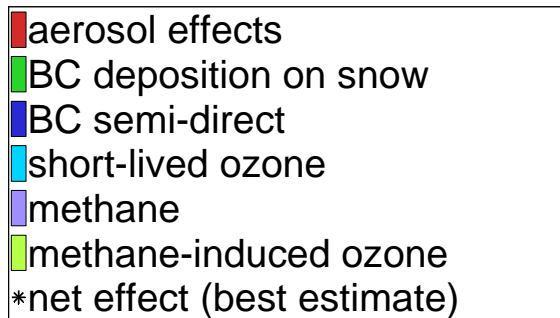 aerosol effects
BC deposition on snow
BC semi-direct
short-lived ozone
methane
methane-induced ozone
*net effect (best estimate)